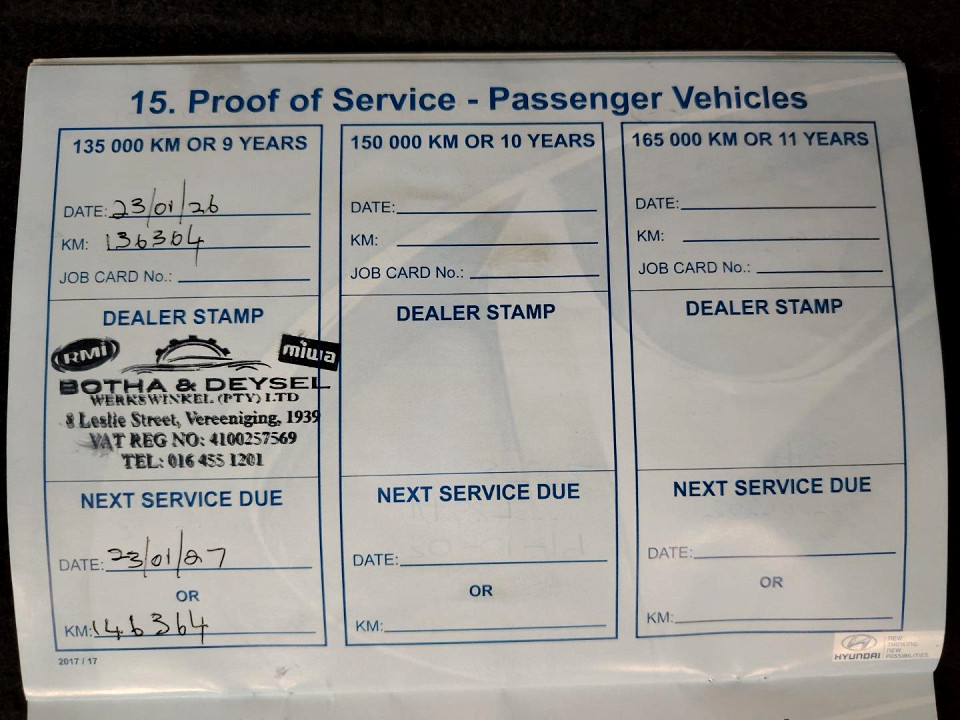 15. Proof of Service - Passenger Vehicles
135 000 KM OR 9 YEARS
DATE: 23/01/26
KM: 136364
JOB CARD No.:
DEALER STAMP
RMi
miwa
BOTHA & DEYSEL
WERKSWINKEL (PTY) LTD
8 Leslie Street, Vereeniging, 1939
VAT REG NO: 4100257569
TEL: 016 455 1201
NEXT SERVICE DUE
DATE: 23/01/27
OR
KM: 146364
150 000 KM OR 10 YEARS
DATE:
KM:
JOB CARD No.:
DEALER STAMP
NEXT SERVICE DUE
DATE:
OR
KM:
165 000 KM OR 11 YEARS
DATE:
KM:
JOB CARD No.:
DEALER STAMP
NEXT SERVICE DUE
DATE:
OR
KM:
2017 / 17
HYUNDAI
NEW
THINKING.
NEW
POSSIBILITIES.